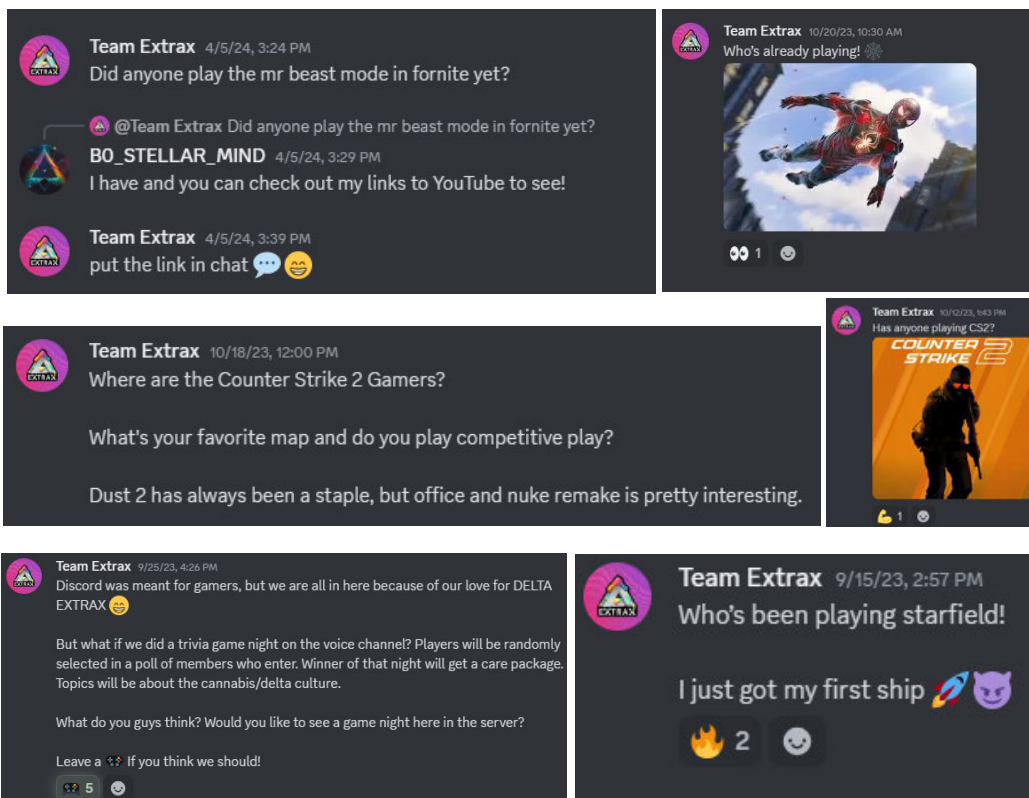 Team Extrax 4/5/24, 3:24 PM
Did anyone play the mr beast mode in fornite yet?
@Team Extrax Did anyone play the mr beast mode in fornite yet?
B0_STELLAR_MIND 4/5/24, 3:29 PM
I have and you can check out my links to YouTube to see!
Team Extrax 4/5/24, 3:39 PM
put the link in chat 💬😄
Team Extrax 10/20/23, 10:30 AM
Who's already playing! 🕸️
👀 1
Team Extrax 10/18/23, 12:00 PM
Where are the Counter Strike 2 Gamers?
What's your favorite map and do you play competitive play?
Dust 2 has always been a staple, but office and nuke remake is pretty interesting.
Team Extrax 10/12/23, 1:43 PM
Has anyone playing CS2?
COUNTER
STRIKE 2
💪 1
Team Extrax 9/25/23, 4:26 PM
Discord was meant for gamers, but we are all in here because of our love for DELTA
EXTRAX 😄
But what if we did a trivia game night on the voice channel? Players will be randomly
selected in a poll of members who enter. Winner of that night will get a care package.
Topics will be about the cannabis/delta culture.
What do you guys think? Would you like to see a game night here in the server?
Leave a 🎮 If you think we should!
🎮 5
Team Extrax 9/15/23, 2:57 PM
Who's been playing starfield!
I just got my first ship 🚀😈
🔥 2
EXTRAX
EXTRAX
EXTRAX
EXTRAX
EXTRAX
EXTRAX
EXTRAX